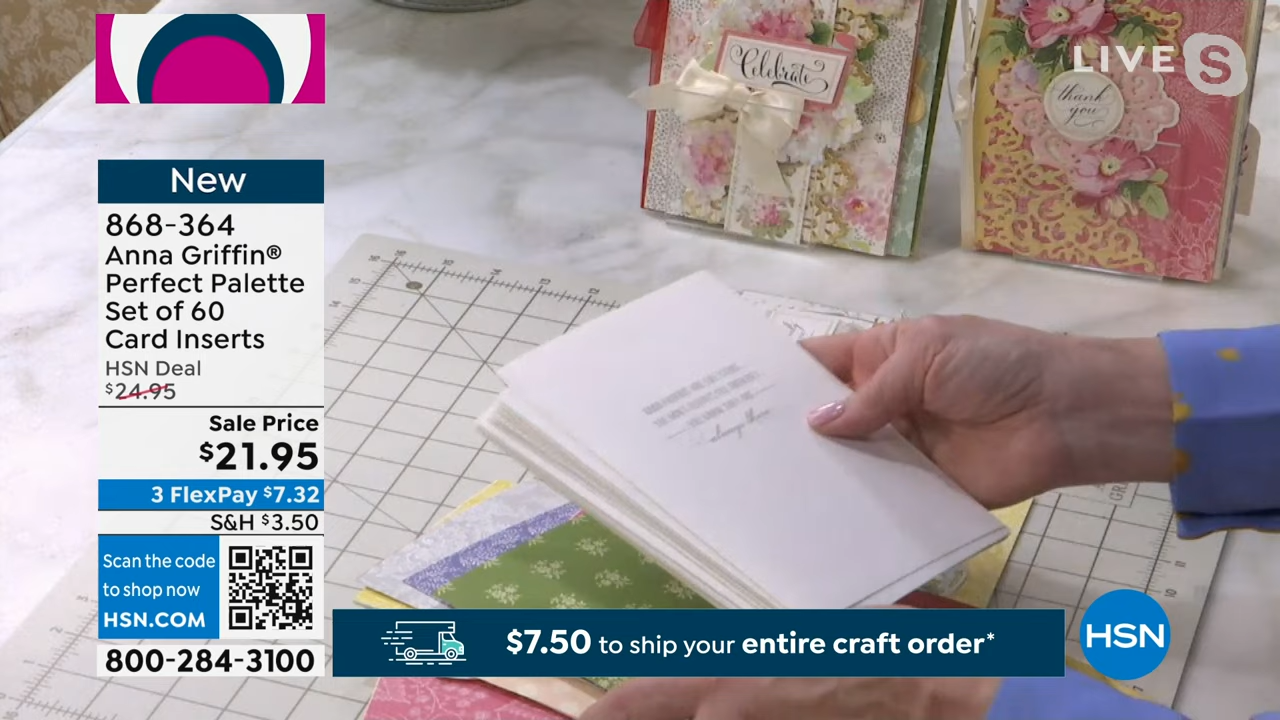 LIVE S
Celebrate
thank
you
New
868-364
Anna Griffin®
Perfect Palette
Set of 60
Card Inserts
HSN Deal
$24.95
Sale Price
$21.95
3 FlexPay $7.32
S&H $3.50
Scan the code
to shop now
HSN.COM
800-284-3100
$7.50 to ship your entire craft order*
HSN